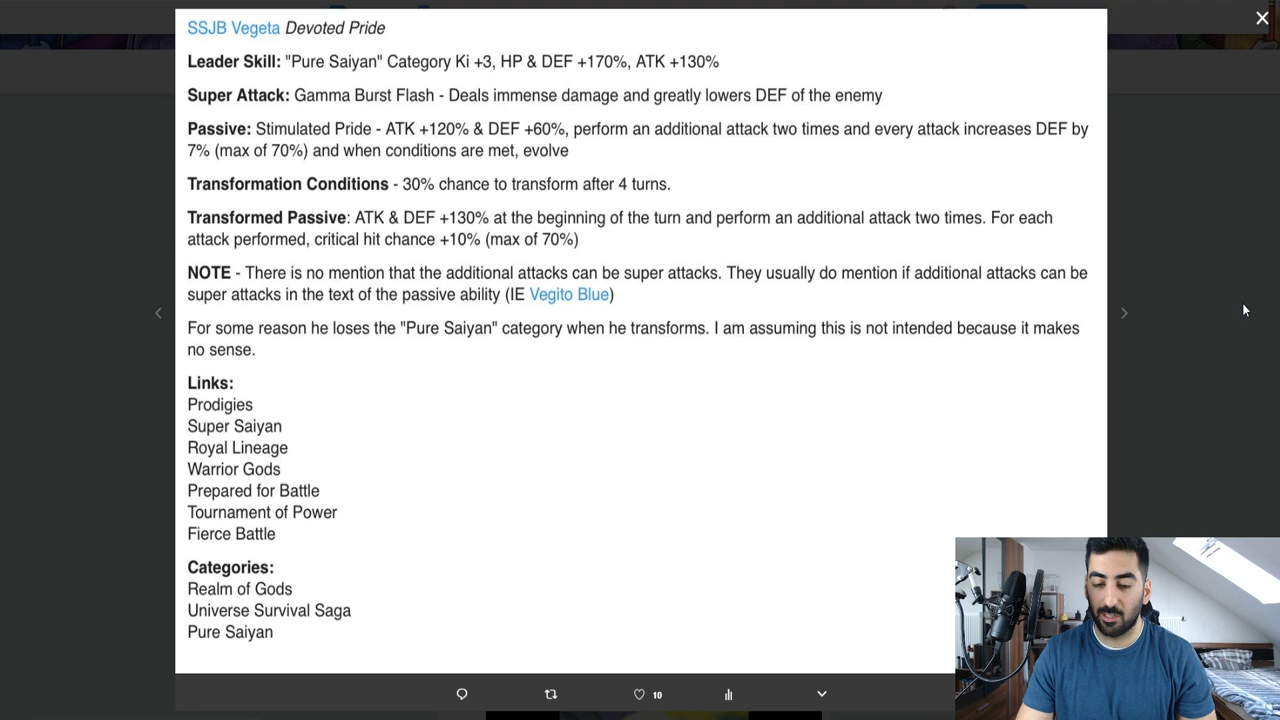 SSJB Vegeta Devoted Pride
Leader Skill: "Pure Saiyan" Category Ki +3, HP & DEF +170%, ATK +130%
Super Attack: Gamma Burst Flash - Deals immense damage and greatly lowers DEF of the enemy
Passive: Stimulated Pride - ATK +120% & DEF +60%, perform an additional attack two times and every attack increases DEF by
7% (max of 70%) and when conditions are met, evolve
Transformation Conditions - 30% chance to transform after 4 turns.
Transformed Passive: ATK & DEF +130% at the beginning of the turn and perform an additional attack two times. For each
attack performed, critical hit chance +10% (max of 70%)
NOTE - There is no mention that the additional attacks can be super attacks. They usually do mention if additional attacks can be
super attacks in the text of the passive ability (IE Vegito Blue)
For some reason he loses the "Pure Saiyan" category when he transforms. I am assuming this is not intended because it makes
no sense.
Links:
Prodigies
Super Saiyan
Royal Lineage
Warrior Gods
Prepared for Battle
Tournament of Power
Fierce Battle
Categories:
Realm of Gods
Universe Survival Saga
Pure Saiyan
10